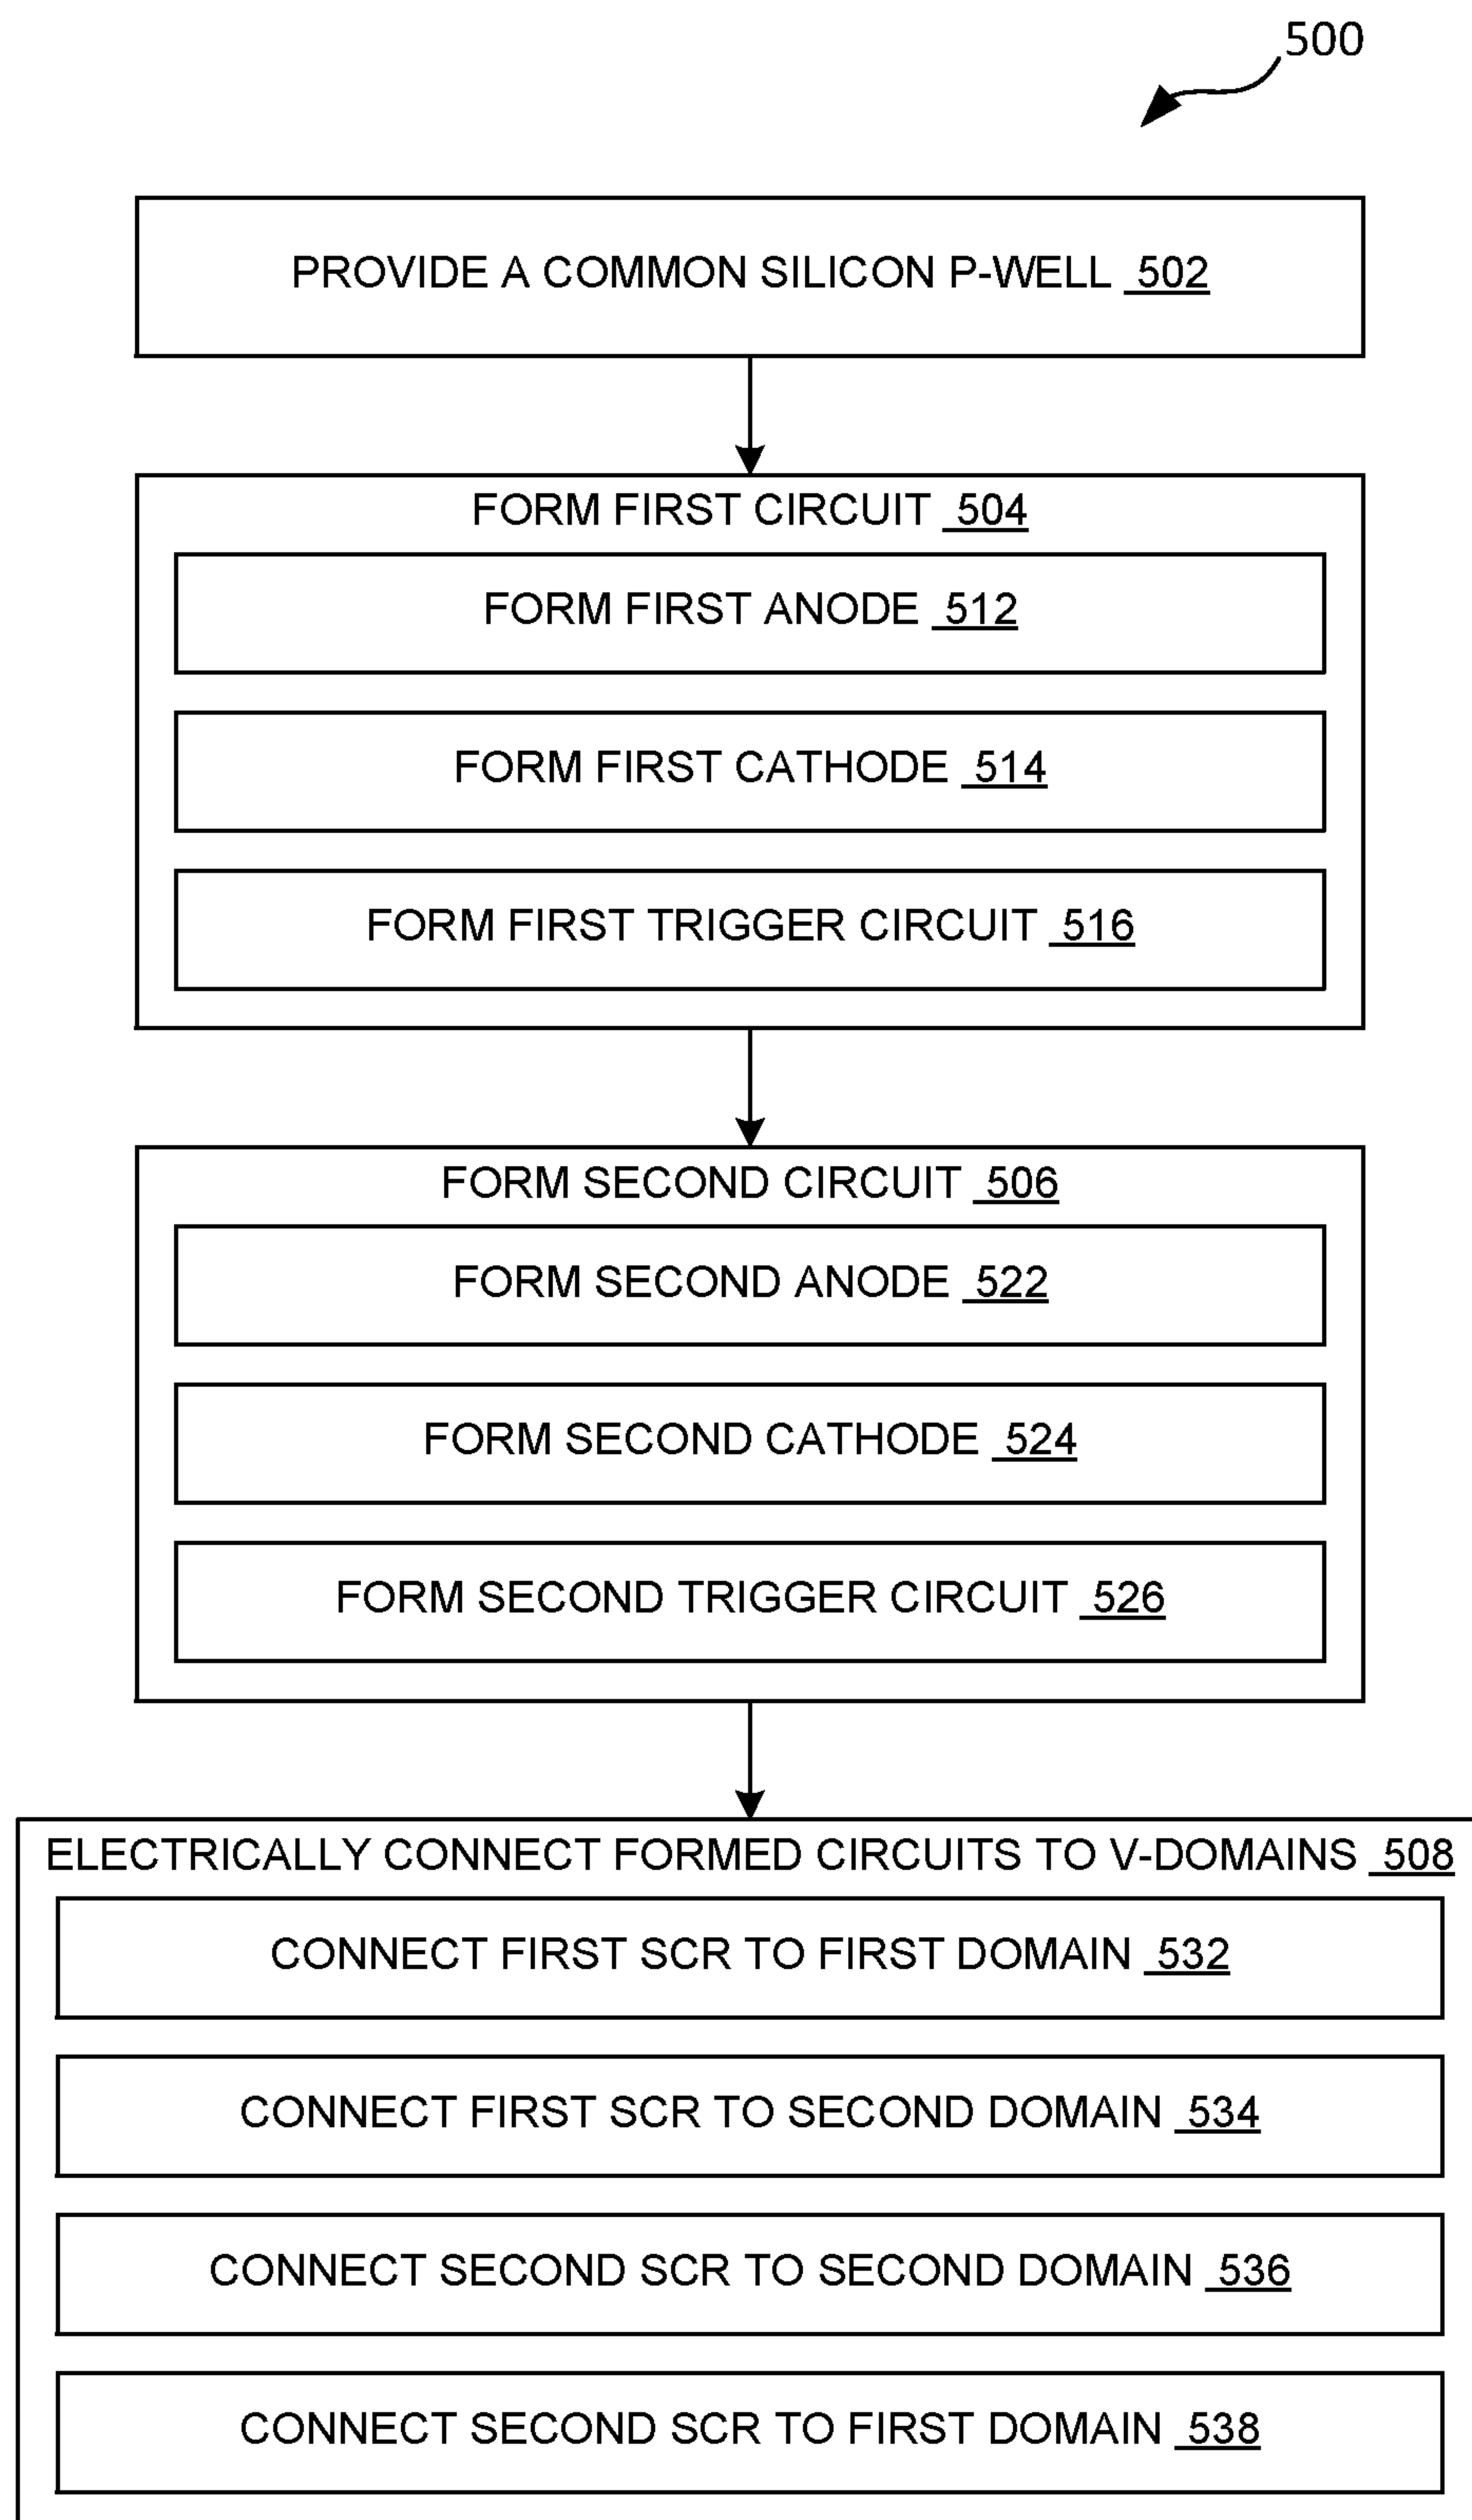 500
PROVIDE A COMMON SILICON P-WELL 502
FORM FIRST CIRCUIT 504
FORM FIRST ANODE 512
FORM FIRST CATHODE 514
FORM FIRST TRIGGER CIRCUIT 516
FORM SECOND CIRCUIT 506
FORM SECOND ANODE 522
FORM SECOND CATHODE 524
FORM SECOND TRIGGER CIRCUIT 526
ELECTRICALLY CONNECT FORMED CIRCUITS TO V-DOMAINS 508
CONNECT FIRST SCR TO FIRST DOMAIN 532
CONNECT FIRST SCR TO SECOND DOMAIN 534
CONNECT SECOND SCR TO SECOND DOMAIN 536
CONNECT SECOND SCR TO FIRST DOMAIN 538